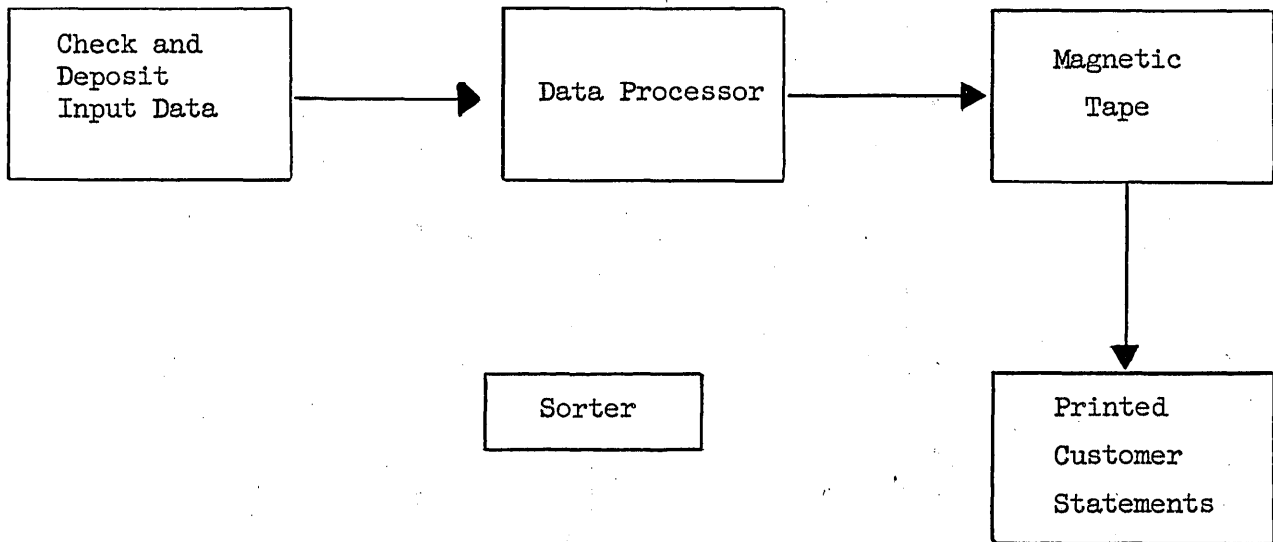 Check and
Deposit
Input Data
Data Processor
Magnetic
Tape
Sorter
Printed
Customer
Statements